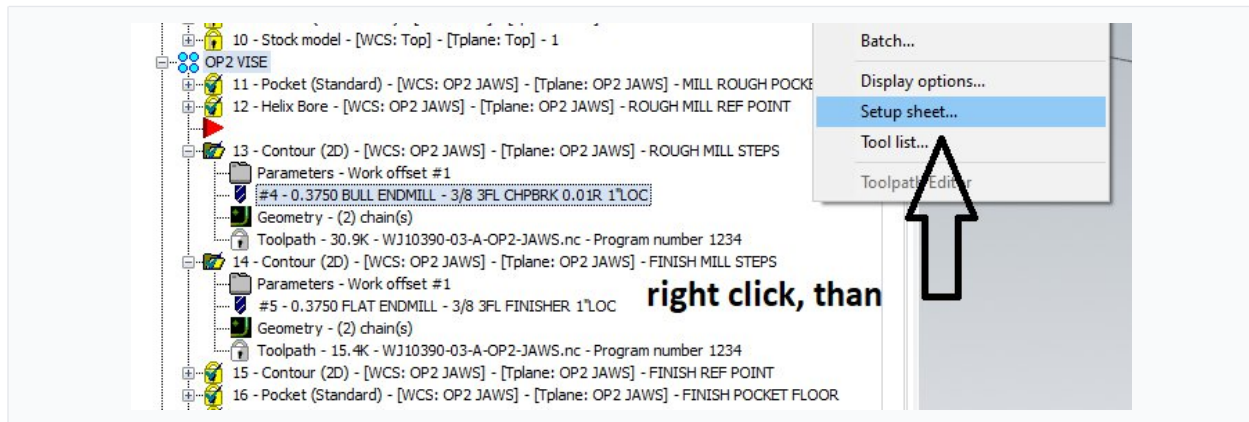 10 - Stock model - [WCS: Top] - [Tplane: Top] - 1
OP2 VISE
11 - Pocket (Standard) - [WCS: OP2 JAWS] - [Tplane: OP2 JAWS] - MILL ROUGH
12 - Helix Bore - [WCS: OP2 JAWS] - [Tplane: OP2 JAWS] - ROUGH MILL REF POINT
13 - Contour (2D) - [WCS: OP2 JAWS] - [Tplane: OP2 JAWS] - ROUGH MILL STEPS
Parameters - Work offset #1
#4 - 0.3750 BULL ENDMILL - 3/8 3FL CHPBRK 0.01R 1"LOC
Geometry - (2) chain(s)
Toolpath - 30.9K - WJ10390-03-A-OP2-JAWS.nc - Program number 1234
14 - Contour (2D) - [WCS: OP2 JAWS] - [Tplane: OP2 JAWS] - FINISH MILL STEPS
Parameters - Work offset #1
#5 - 0.3750 FLAT ENDMILL - 3/8 3FL FINISHER 1"LOC
Geometry - (2) chain(s)
Toolpath - 15.4K - WJ10390-03-A-OP2-JAWS.nc - Program number 1234
15 - Contour (2D) - [WCS: OP2 JAWS] - [Tplane: OP2 JAWS] - FINISH REF POINT
16 - Pocket (Standard) - [WCS: OP2 JAWS] - [Tplane: OP2 JAWS] - FINISH POCKET FLOOR
Batch...
Display options...
Setup sheet...
Tool list...
Toolpath Editor
right click, than